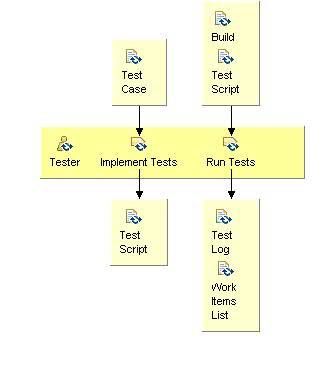 Build
Test
Case
Test
Script
Tester
Implement Tests
Run Tests
Test
Script
Test
Log
Work
Items
List